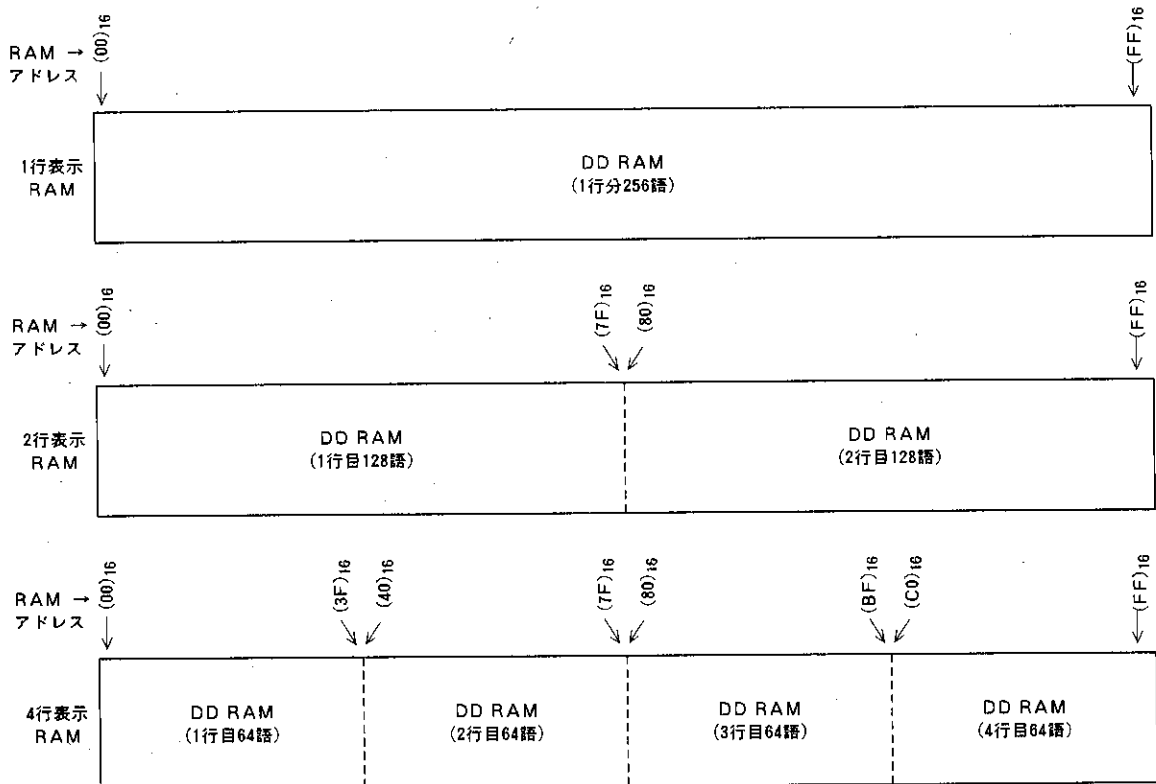 (00)₁₆ (FF)₁₆
RAM →
アドレス
1行表示
RAM
DD RAM
(1行分256語)
(00)₁₆ (7F)₁₆ (80)₁₆ (FF)₁₆
RAM →
アドレス
2行表示
RAM
DD RAM DD RAM
(1行目128語) (2行目128語)
(00)₁₆ (3F)₁₆ (40)₁₆ (7F)₁₆ (80)₁₆ (BF)₁₆ (C0)₁₆ (FF)₁₆
RAM →
アドレス
4行表示
RAM
DD RAM DD RAM DD RAM DD RAM
(1行目64語) (2行目64語) (3行目64語) (4行目64語)